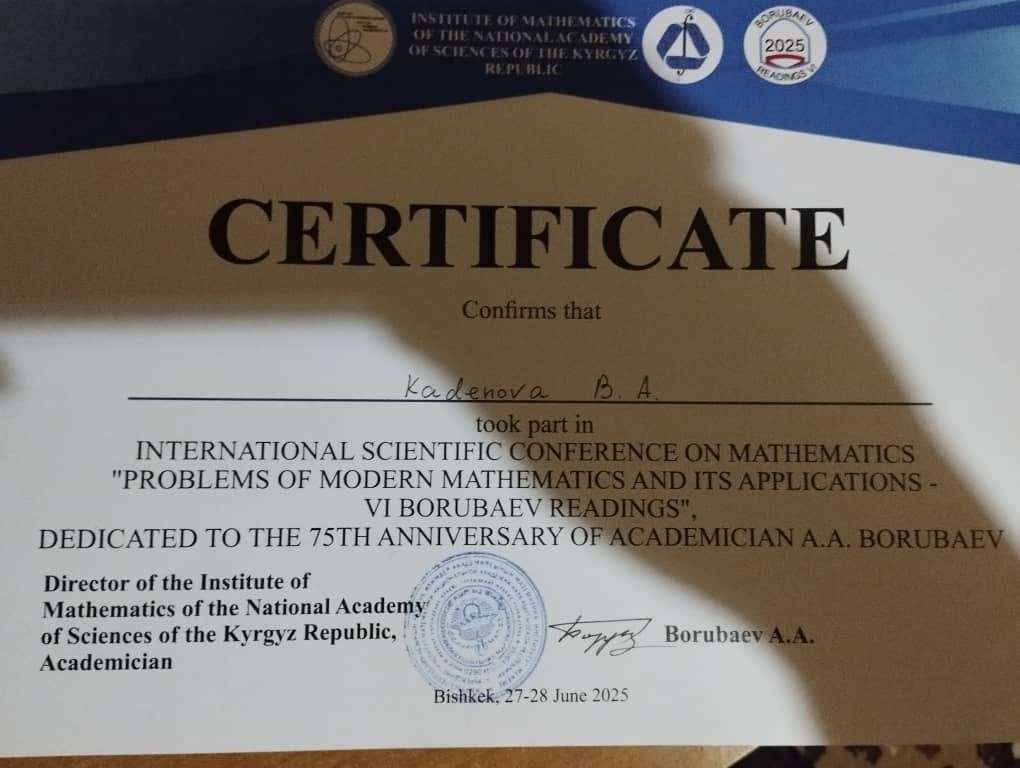 INSTITUTE OF MATHEMATICS
OF THE NATIONAL ACADEMY
OF SCIENCES OF THE KYRGYZ
REPUBLIC
BORUBAEV
2025
READINGS VI
CERTIFICATE
Confirms that
Kadenova B. A.
took part in
INTERNATIONAL SCIENTIFIC CONFERENCE ON MATHEMATICS
"PROBLEMS OF MODERN MATHEMATICS AND ITS APPLICATIONS -
VI BORUBAEV READINGS",
DEDICATED TO THE 75TH ANNIVERSARY OF ACADEMICIAN A.A. BORUBAEV
Director of the Institute of
Mathematics of the National Academy
of Sciences of the Kyrgyz Republic,
Academician
Borubaev A.A.
Bishkek, 27-28 June 2025